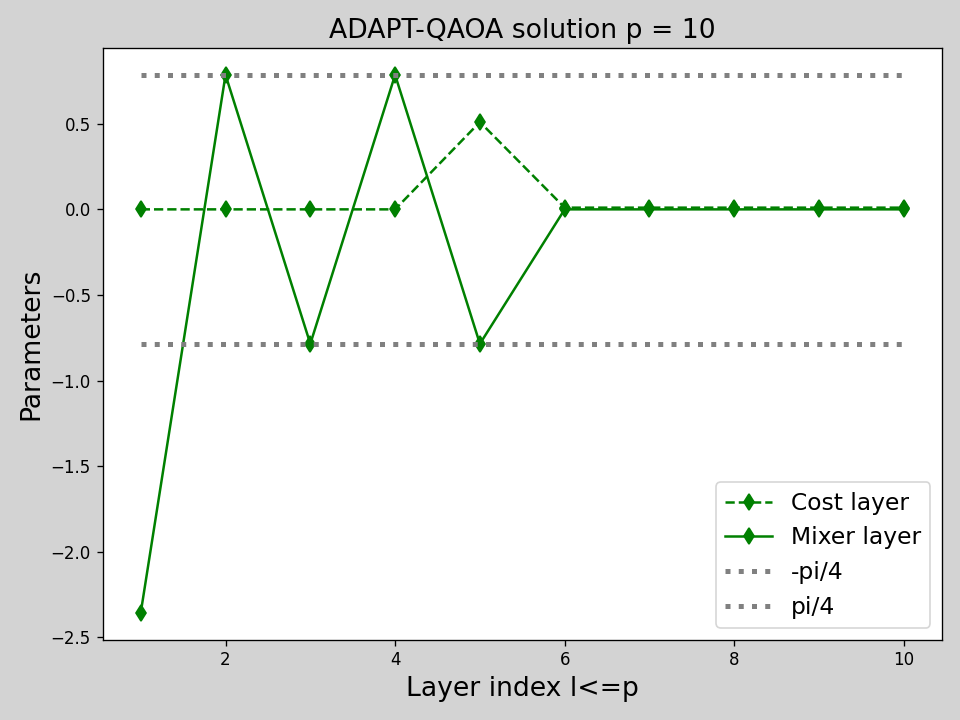 ADAPT-QAOA solution p = 10
Parameters
0.5
0.0
−0.5
−1.0
−1.5
−2.0
−2.5
2
4
6
8
10
Layer index l<=p
Cost layer
Mixer layer
-pi/4
pi/4